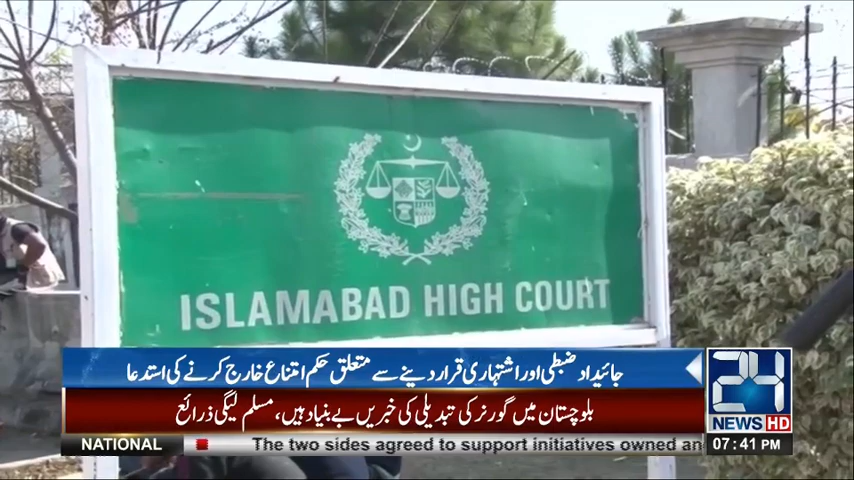 ISLAMABAD HIGH COURT
جائیداد ضبطی اور اشتہاری قرار دینے سے متعلق حکم امتناع خارج کرنے کی استدعا
بلوچستان میں گورنر کی تبدیلی کی خبریں بے بنیاد ہیں، مسلم لیگی ذرائع
24
NEWS HD
NATIONAL
The two sides agreed to support initiatives owned an
07:41 PM